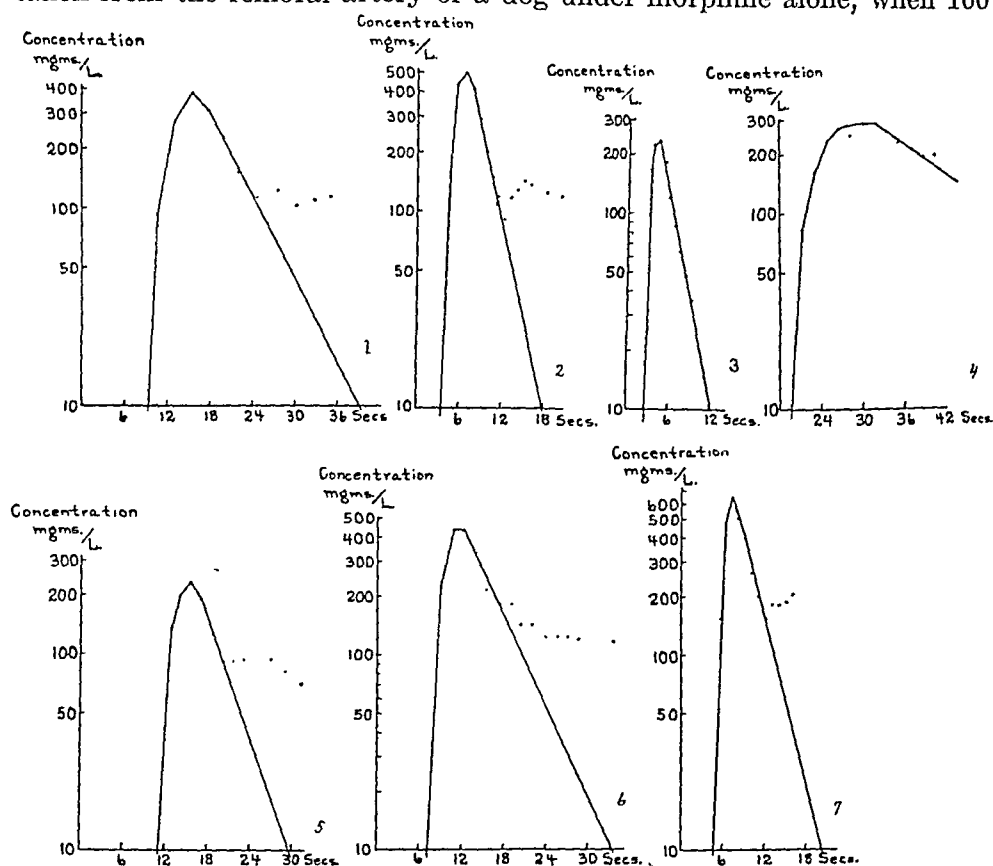 taken from the femoral artery of a dog under morphine alone, when 100
Concentration
mgms./L.
400
300
200
100
50
10
6 12 18 24 30 36 Secs
1
Concentration
mgms./L.
500
400
300
200
100
50
10
6 12 18 Secs.
2
Concentration
mgms/L.
300
200
100
50
10
6 12 Secs.
3
Concentration
mgms/L.
300
200
100
50
10
24 30 36 42 Secs
4
Concentration
mgms./L.
300
200
100
50
10
6 12 18 24 30 Secs
5
Concentration
mgms/L.
500
400
300
200
100
50
10
6 12 18 24 30 Secs.
6
Concentration
mgms./L.
600
500
400
300
200
100
50
10
6 12 18 Secs.
7